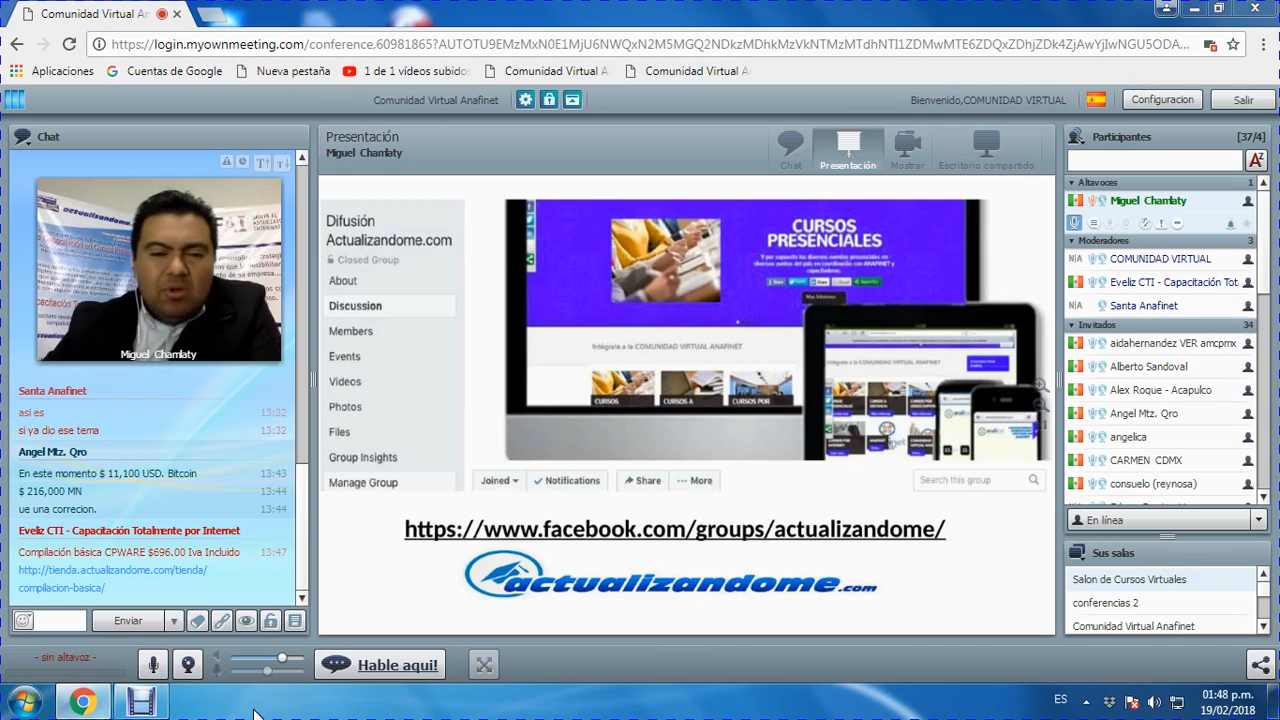 Comunidad Virtual An
https://login.myownmeeting.com/conference,60981865?AUTOTU9EMzMxN0E1MjU6NWQxN2M5MGQ2NDkzMDhkMzVkNTMzMTdhNTI1ZDMwMTE6ZDQxZDhjZDk4ZjAwYjIwNGU5ODA...
Aplicaciones
Cuentas de Google
Nueva pestaña
1 de 1 vídeos subidos
Comunidad Virtual A
Comunidad Virtual A
Comunidad Virtual Anafinet
Bienvenido,COMUNIDAD VIRTUAL
Configuracion
Salir
Chat
Miguel Chamlaty
Santa Anafinet
asi es 13:32
si ya dio ese tema 13:32
Angel Mtz. Qro
En este momento $ 11,100 USD. Bitcoin 13:43
$ 216,000 MN 13:44
ue una correcion. 13:44
Eveliz CTI - Capacitación Totalmente por Internet
Compilación básica CPWARE $696.00 Iva Incluido 13:47
http://tienda.actualizandome.com/tienda/
compilacion-basica/
Enviar
- sin altavoz -
Hable aqui!
Presentación
Miguel Chamlaty
Chat
Presentación
Mostrar
Escritorio compartido
Difusión
Actualizandome.com
Closed Group
About
Discussion
Members
Events
Videos
Photos
Files
Group Insights
Manage Group
CURSOS
PRESENCIALES
Intégrate a la COMUNIDAD VIRTUAL ANAFINET
CURSOS
CURSOS A
CURSOS POR
Joined
Notifications
Share
More
Search this group
https://www.facebook.com/groups/actualizandome/
actualizandome.com
Participantes [37/4]
Altavoces 1
Miguel Chamlaty
Moderadores 3
N/A COMUNIDAD VIRTUAL
Eveliz CTI - Capacitación Tot
N/A Santa Anafinet
Invitados 34
aidahernandez VER amcpmx
Alberto Sandoval
Alex Roque - Acapulco
Angel Mtz. Qro
angelica
CARMEN CDMX
consuelo (reynosa)
En línea
Sus salas
Salon de Cursos Virtuales
conferencias 2
Comunidad Virtual Anafinet
ES
01:48 p.m.
19/02/2018